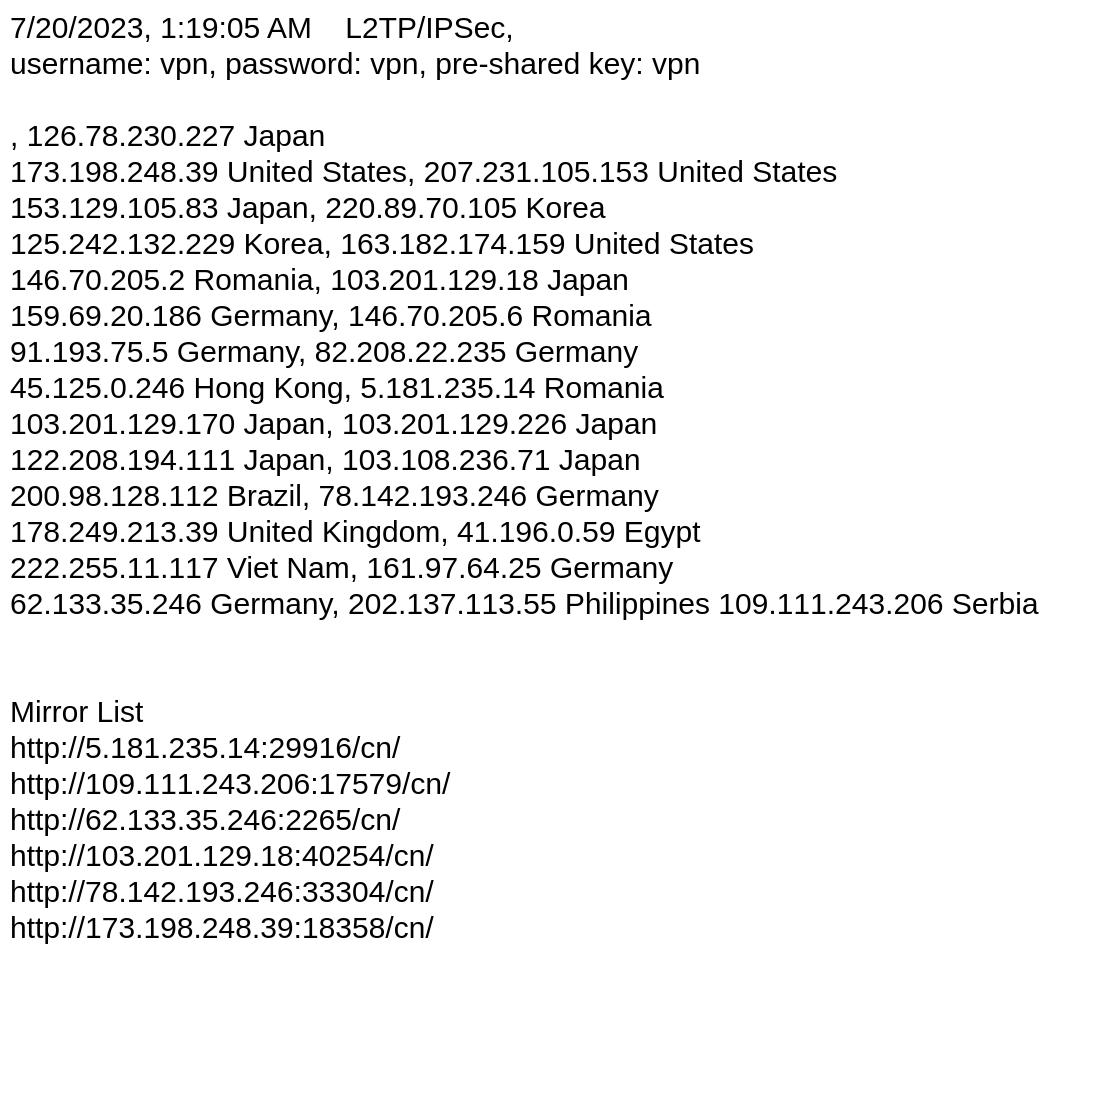 7/20/2023, 1:19:05 AM    L2TP/IPSec,
username: vpn, password: vpn, pre-shared key: vpn
, 126.78.230.227 Japan
173.198.248.39 United States, 207.231.105.153 United States
153.129.105.83 Japan, 220.89.70.105 Korea
125.242.132.229 Korea, 163.182.174.159 United States
146.70.205.2 Romania, 103.201.129.18 Japan
159.69.20.186 Germany, 146.70.205.6 Romania
91.193.75.5 Germany, 82.208.22.235 Germany
45.125.0.246 Hong Kong, 5.181.235.14 Romania
103.201.129.170 Japan, 103.201.129.226 Japan
122.208.194.111 Japan, 103.108.236.71 Japan
200.98.128.112 Brazil, 78.142.193.246 Germany
178.249.213.39 United Kingdom, 41.196.0.59 Egypt
222.255.11.117 Viet Nam, 161.97.64.25 Germany
62.133.35.246 Germany, 202.137.113.55 Philippines 109.111.243.206 Serbia
Mirror List
http://5.181.235.14:29916/cn/
http://109.111.243.206:17579/cn/
http://62.133.35.246:2265/cn/
http://103.201.129.18:40254/cn/
http://78.142.193.246:33304/cn/
http://173.198.248.39:18358/cn/